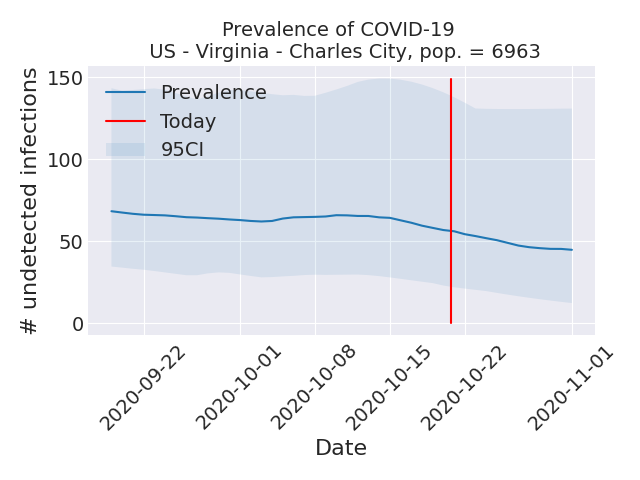 Prevalence of COVID-19
US - Virginia - Charles City, pop. = 6963
# undetected infections
150
100
50
0
Prevalence
Today
95CI
2020-09-22
2020-10-01
2020-10-08
2020-10-15
2020-10-22
2020-11-01
Date